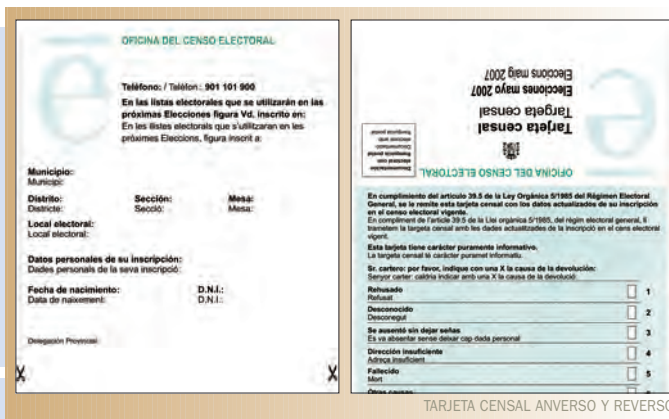 OFICINA DEL CENSO ELECTORAL
Teléfono: / Telèfon: 901 101 900
En las listas electorales que se utilizarán en las
próximas Elecciones figura Vd, inscrito en:
En les llistes electorals que s'utilitzaran en les
pròximes Eleccions, figura inscrit a:
Municipio:
Municipi:
Distrito: Sección: Mesa:
Districte: Secció: Mesa:
Local electoral:
Local electoral:
Datos personales de su inscripción:
Dades personals de la seva inscripció:
Fecha de nacimiento: D.N.I.:
Data de naixement: D.N.I.:
Delegación Provincial:
Eleccions maig 2007
Elecciones mayo 2007
Targeta censal
Tarjeta censal
OFICINA DEL CENSO ELECTORAL
Franqueig postal
Documentació
electoral amb
Franquicia postal
Documentación
electoral con
En cumplimiento del artículo 39.5 de la Ley Orgánica 5/1985 del Régimen Electoral
General, se le remite esta tarjeta censal con los datos actualizados de su inscripción
en el censo electoral vigente.
En compliment de l'article 39.5 de la Llei orgànica 5/1985, del règim electoral general, li
trametem la targeta censal amb les dades actualitzades de la inscripció en el cens electoral
vigent.
Esta tarjeta tiene carácter puramente informativo.
La targeta censal té caràcter purament informatiu.
Sr. cartero: por favor, indique con una X la causa de la devolución:
Senyor carter: caldria indicar amb una X la causa de la devolució:
Rehusado 1
Refusat
Desconocido 2
Desconegut
Se ausentó sin dejar señas 3
Es va absentar sense deixar cap dada personal
Dirección insuficiente 4
Adreça insuficient
Fallecido 5
Mort
Otras causas
TARJETA CENSAL ANVERSO Y REVERSO